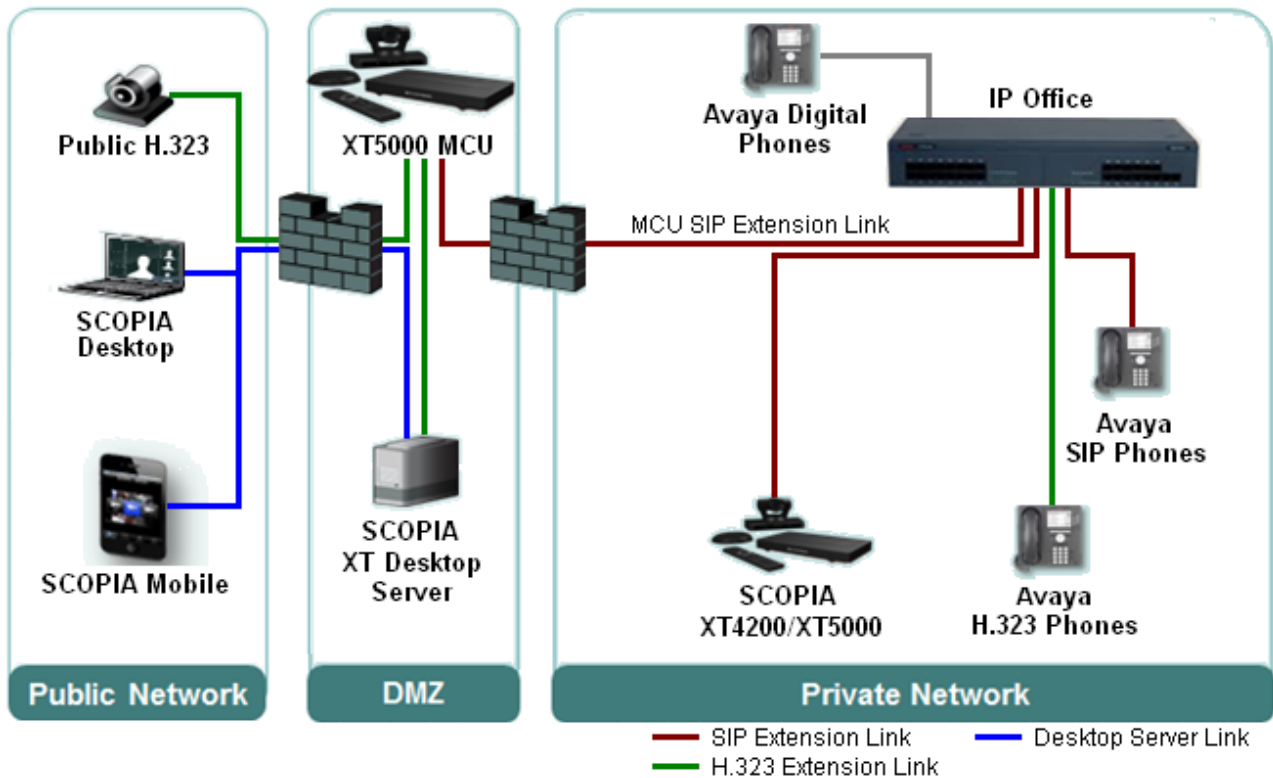 Public H.323
SCOPIA
Desktop
SCOPIA Mobile
Public Network
XT5000 MCU
SCOPIA
XT Desktop
Server
DMZ
Avaya Digital
Phones
IP Office
MCU SIP Extension Link
Avaya
SIP Phones
SCOPIA
XT4200/XT5000
Avaya
H.323 Phones
Private Network
SIP Extension Link
Desktop Server Link
H.323 Extension Link